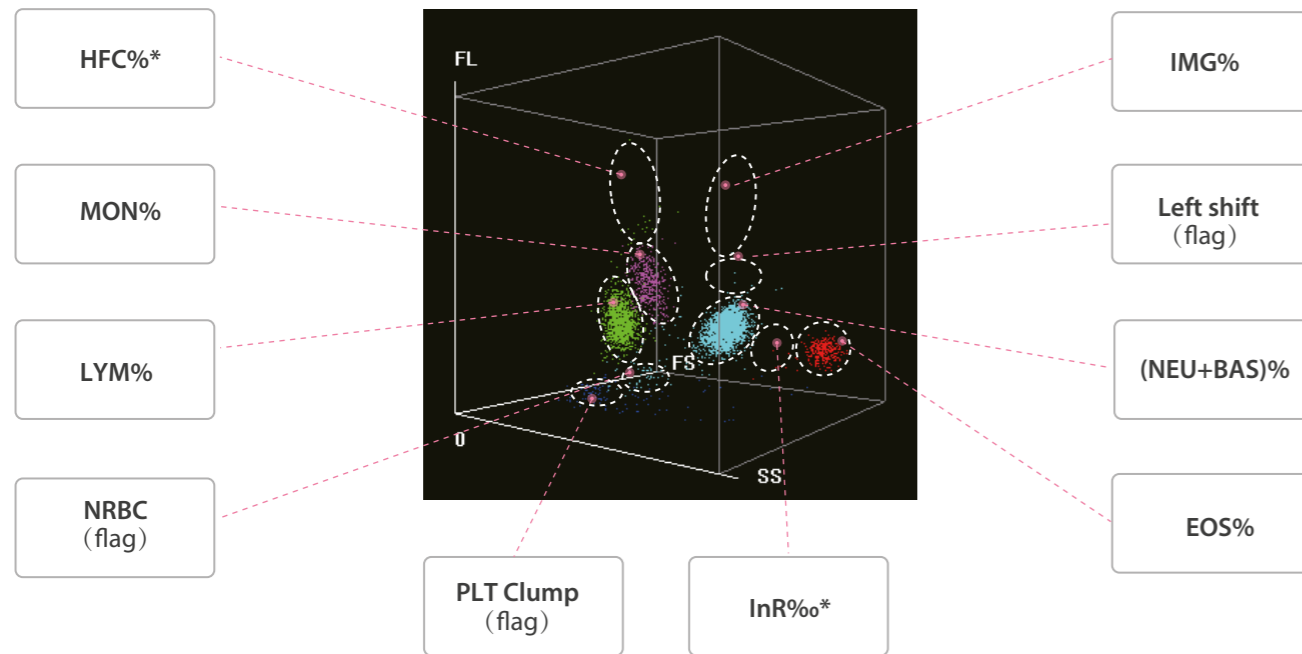 HFC%*
FL
IMG%
MON%
Left shift
(flag)
LYM%
FS
(NEU+BAS)%
0
SS
NRBC
(flag)
EOS%
PLT Clump
(flag)
InR‰*